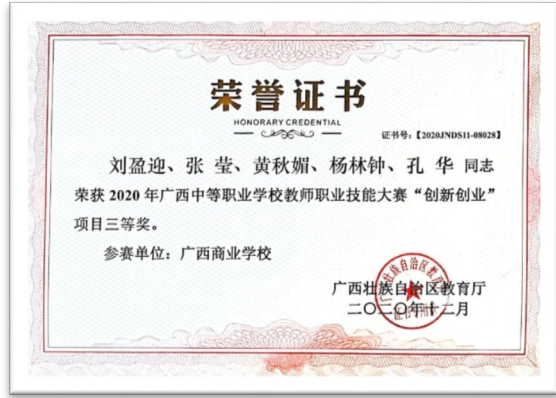 荣誉证书
HONORARY CREDENTIAL
证书号:【2020JNDS11-08028】
刘盈迎、张 莹、黄秋媚、杨林钟、孔 华 同志
荣获 2020 年广西中等职业学校教师职业技能大赛“创新创业”
项目三等奖。
参赛单位：广西商业学校
广西壮族自治区教育厅
二〇二〇年十二月